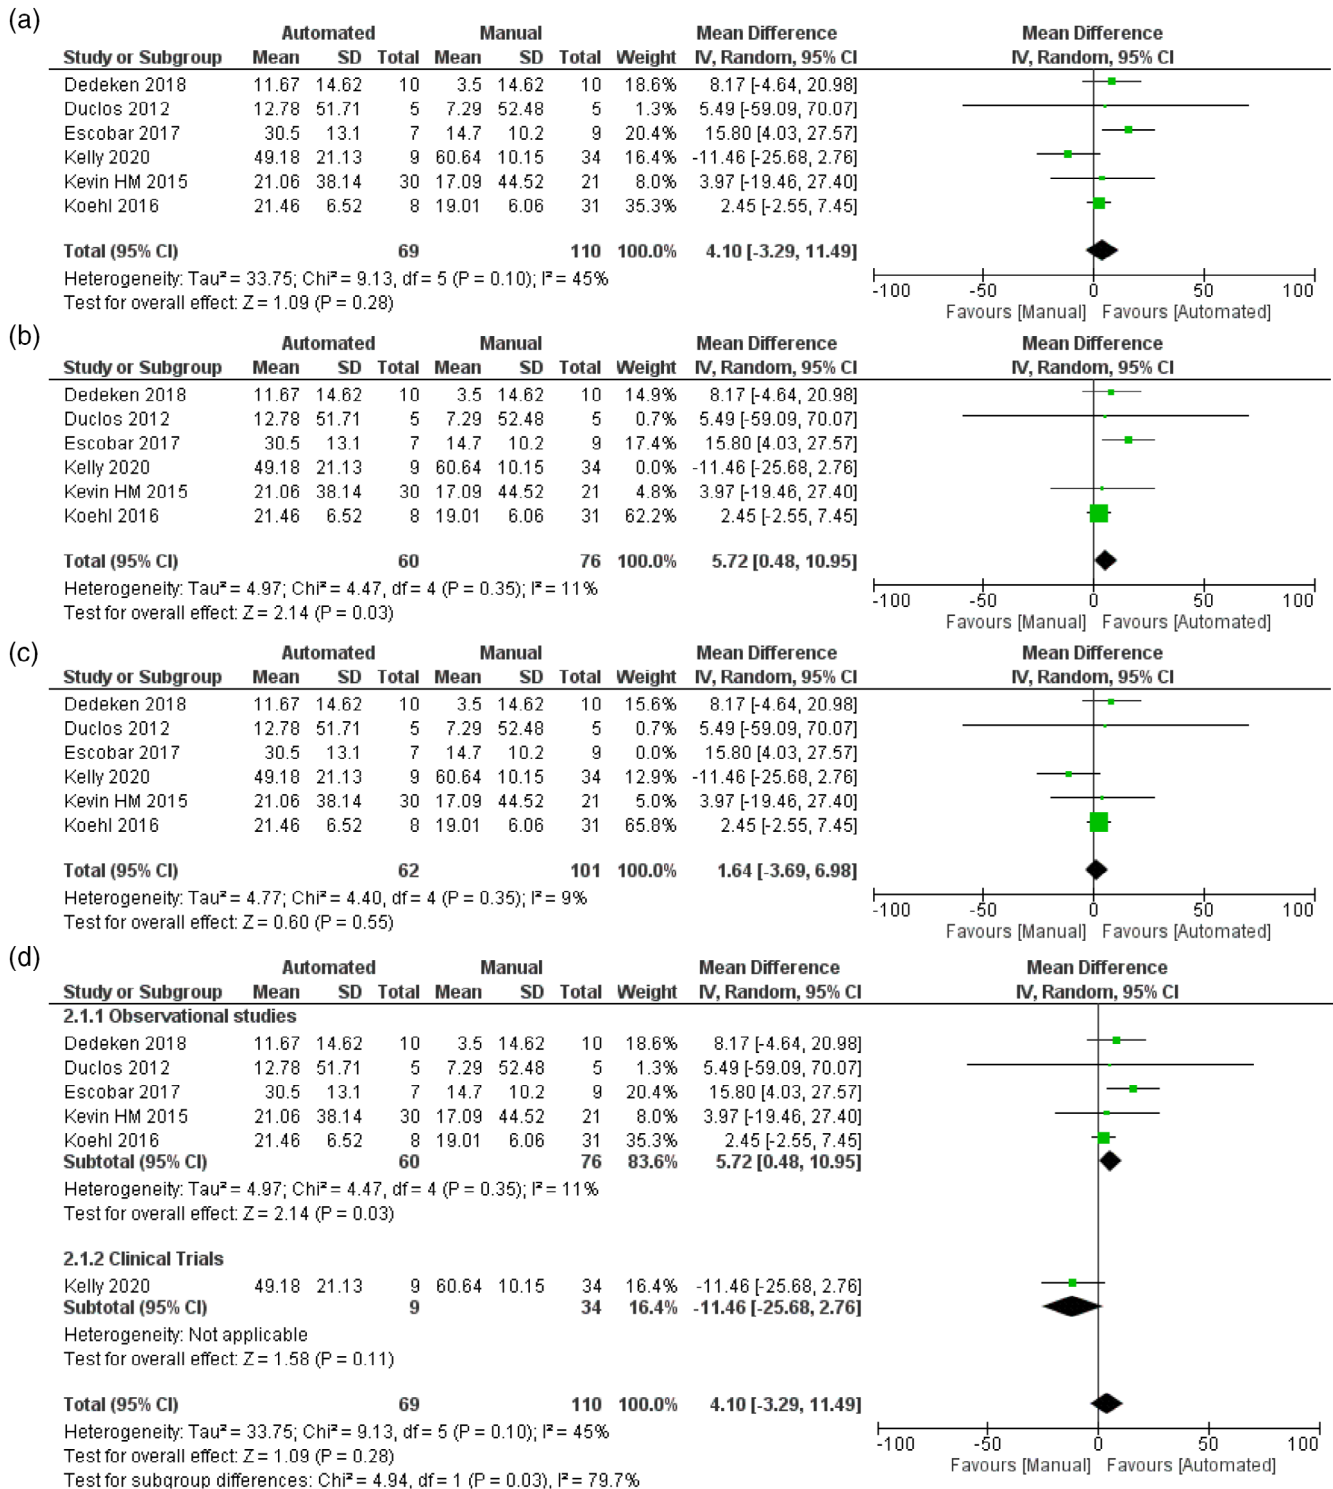 (a)
Automated Manual Mean Difference Mean Difference
Study or Subgroup Mean SD Total Mean SD Total Weight IV, Random, 95% CI IV, Random, 95% CI
Dedeken 2018 11.67 14.62 10 3.5 14.62 10 18.6% 8.17 [-4.64, 20.98]
Duclos 2012 12.78 51.71 5 7.29 52.48 5 1.3% 5.49 [-59.09, 70.07]
Escobar 2017 30.5 13.1 7 14.7 10.2 9 20.4% 15.80 [4.03, 27.57]
Kelly 2020 49.18 21.13 9 60.64 10.15 34 16.4% -11.46 [-25.68, 2.76]
Kevin HM 2015 21.06 38.14 30 17.09 44.52 21 8.0% 3.97 [-19.46, 27.40]
Koehl 2016 21.46 6.52 8 19.01 6.06 31 35.3% 2.45 [-2.55, 7.45]
Total (95% CI) 69 110 100.0% 4.10 [-3.29, 11.49]
Heterogeneity: Tau² = 33.75; Chi² = 9.13, df = 5 (P = 0.10); I² = 45%
Test for overall effect: Z = 1.09 (P = 0.28)
-100 -50 0 50 100
Favours [Manual] Favours [Automated]
(b)
Automated Manual Mean Difference Mean Difference
Study or Subgroup Mean SD Total Mean SD Total Weight IV, Random, 95% CI IV, Random, 95% CI
Dedeken 2018 11.67 14.62 10 3.5 14.62 10 14.9% 8.17 [-4.64, 20.98]
Duclos 2012 12.78 51.71 5 7.29 52.48 5 0.7% 5.49 [-59.09, 70.07]
Escobar 2017 30.5 13.1 7 14.7 10.2 9 17.4% 15.80 [4.03, 27.57]
Kelly 2020 49.18 21.13 9 60.64 10.15 34 0.0% -11.46 [-25.68, 2.76]
Kevin HM 2015 21.06 38.14 30 17.09 44.52 21 4.8% 3.97 [-19.46, 27.40]
Koehl 2016 21.46 6.52 8 19.01 6.06 31 62.2% 2.45 [-2.55, 7.45]
Total (95% CI) 60 76 100.0% 5.72 [0.48, 10.95]
Heterogeneity: Tau² = 4.97; Chi² = 4.47, df = 4 (P = 0.35); I² = 11%
Test for overall effect: Z = 2.14 (P = 0.03)
-100 -50 0 50 100
Favours [Manual] Favours [Automated]
(c)
Automated Manual Mean Difference Mean Difference
Study or Subgroup Mean SD Total Mean SD Total Weight IV, Random, 95% CI IV, Random, 95% CI
Dedeken 2018 11.67 14.62 10 3.5 14.62 10 15.6% 8.17 [-4.64, 20.98]
Duclos 2012 12.78 51.71 5 7.29 52.48 5 0.7% 5.49 [-59.09, 70.07]
Escobar 2017 30.5 13.1 7 14.7 10.2 9 0.0% 15.80 [4.03, 27.57]
Kelly 2020 49.18 21.13 9 60.64 10.15 34 12.9% -11.46 [-25.68, 2.76]
Kevin HM 2015 21.06 38.14 30 17.09 44.52 21 5.0% 3.97 [-19.46, 27.40]
Koehl 2016 21.46 6.52 8 19.01 6.06 31 65.8% 2.45 [-2.55, 7.45]
Total (95% CI) 62 101 100.0% 1.64 [-3.69, 6.98]
Heterogeneity: Tau² = 4.77; Chi² = 4.40, df = 4 (P = 0.35); I² = 9%
Test for overall effect: Z = 0.60 (P = 0.55)
-100 -50 0 50 100
Favours [Manual] Favours [Automated]
(d)
Automated Manual Mean Difference Mean Difference
Study or Subgroup Mean SD Total Mean SD Total Weight IV, Random, 95% CI IV, Random, 95% CI
2.1.1 Observational studies
Dedeken 2018 11.67 14.62 10 3.5 14.62 10 18.6% 8.17 [-4.64, 20.98]
Duclos 2012 12.78 51.71 5 7.29 52.48 5 1.3% 5.49 [-59.09, 70.07]
Escobar 2017 30.5 13.1 7 14.7 10.2 9 20.4% 15.80 [4.03, 27.57]
Kevin HM 2015 21.06 38.14 30 17.09 44.52 21 8.0% 3.97 [-19.46, 27.40]
Koehl 2016 21.46 6.52 8 19.01 6.06 31 35.3% 2.45 [-2.55, 7.45]
Subtotal (95% CI) 60 76 83.6% 5.72 [0.48, 10.95]
Heterogeneity: Tau² = 4.97; Chi² = 4.47, df = 4 (P = 0.35); I² = 11%
Test for overall effect: Z = 2.14 (P = 0.03)
2.1.2 Clinical Trials
Kelly 2020 49.18 21.13 9 60.64 10.15 34 16.4% -11.46 [-25.68, 2.76]
Subtotal (95% CI) 9 34 16.4% -11.46 [-25.68, 2.76]
Heterogeneity: Not applicable
Test for overall effect: Z = 1.58 (P = 0.11)
Total (95% CI) 69 110 100.0% 4.10 [-3.29, 11.49]
Heterogeneity: Tau² = 33.75; Chi² = 9.13, df = 5 (P = 0.10); I² = 45%
Test for overall effect: Z = 1.09 (P = 0.28)
Test for subgroup differences: Chi² = 4.94, df = 1 (P = 0.03), I² = 79.7%
-100 -50 0 50 100
Favours [Manual] Favours [Automated]